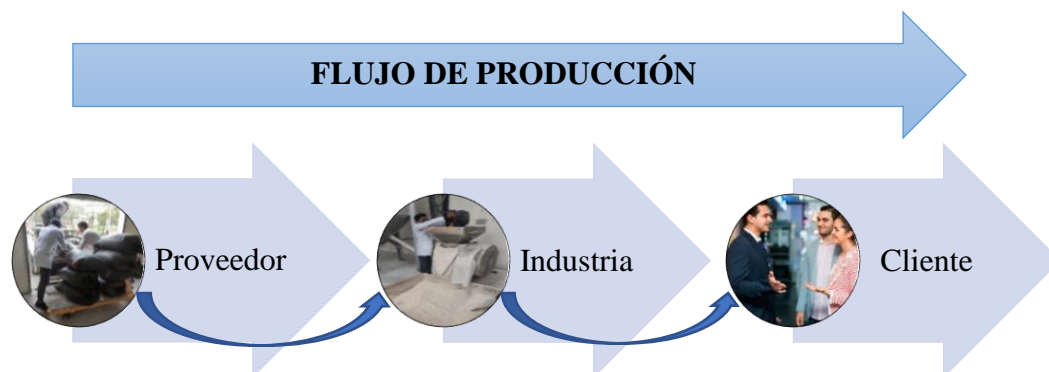 FLUJO DE PRODUCCIÓN
Proveedor
Industria
Cliente